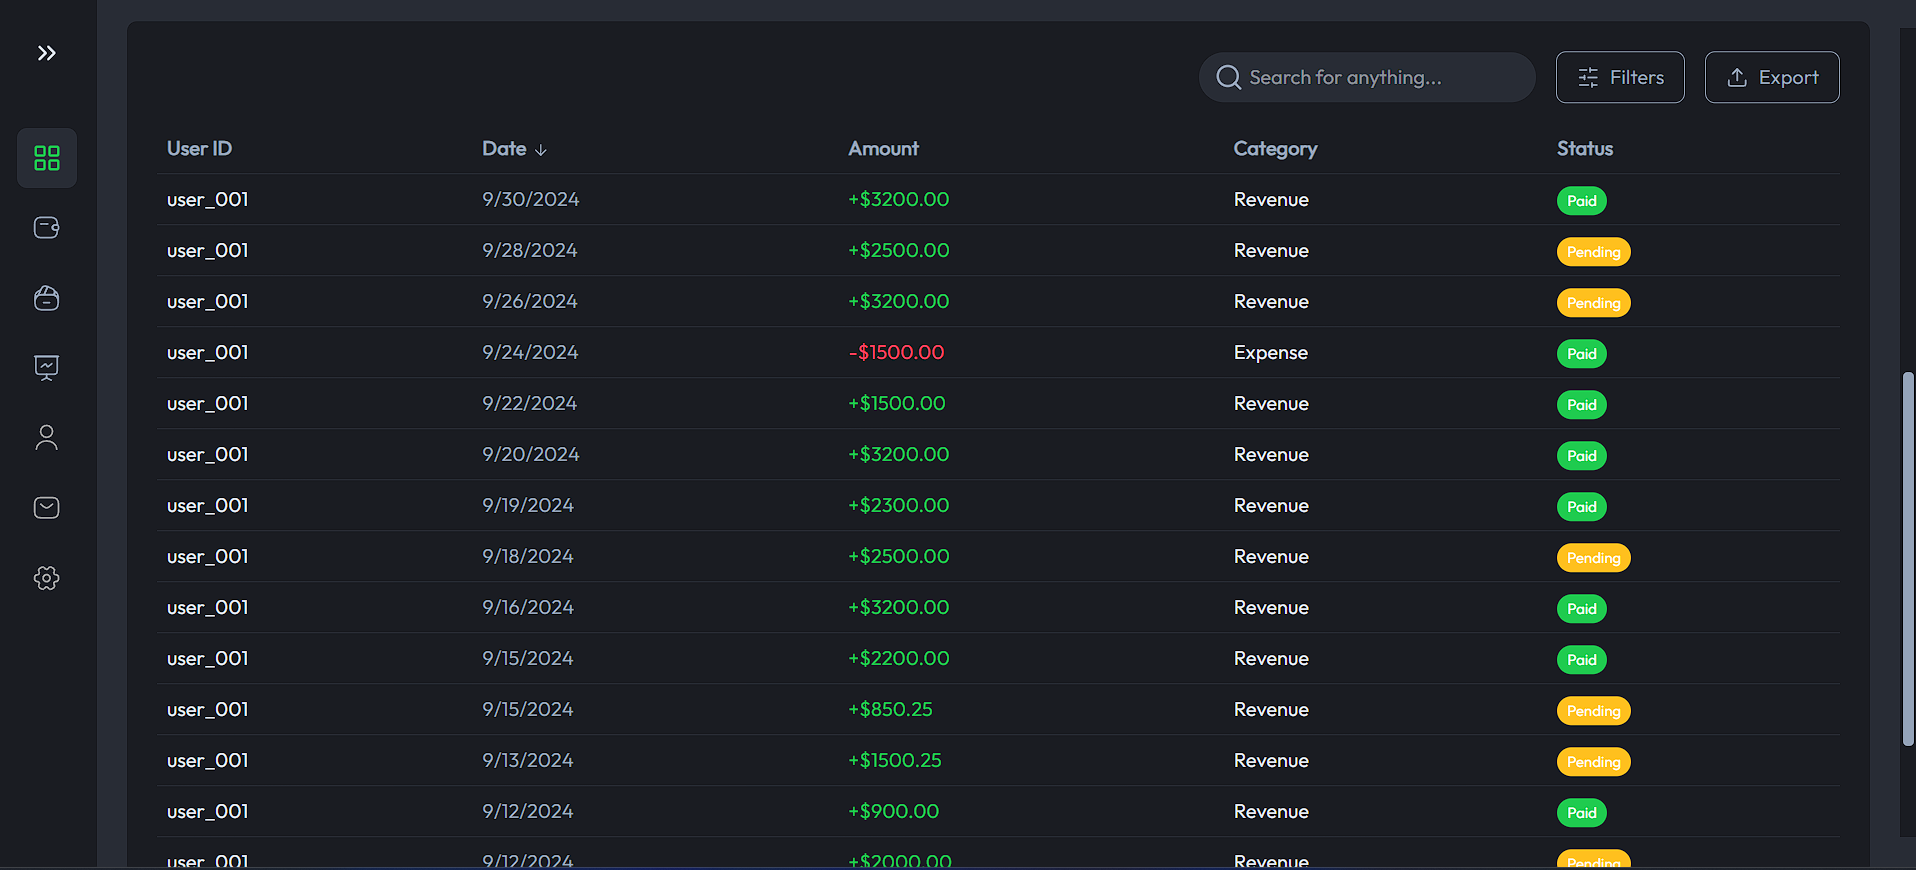 Search for anything... Filters Export
User ID Date ↓ Amount Category Status
user_001 9/30/2024 +$3200.00 Revenue Paid
user_001 9/28/2024 +$2500.00 Revenue Pending
user_001 9/26/2024 +$3200.00 Revenue Pending
user_001 9/24/2024 -$1500.00 Expense Paid
user_001 9/22/2024 +$1500.00 Revenue Paid
user_001 9/20/2024 +$3200.00 Revenue Paid
user_001 9/19/2024 +$2300.00 Revenue Paid
user_001 9/18/2024 +$2500.00 Revenue Pending
user_001 9/16/2024 +$3200.00 Revenue Paid
user_001 9/15/2024 +$2200.00 Revenue Paid
user_001 9/15/2024 +$850.25 Revenue Pending
user_001 9/13/2024 +$1500.25 Revenue Pending
user_001 9/12/2024 +$900.00 Revenue Paid
user_001 9/12/2024 +$2000.00 Revenue Pending